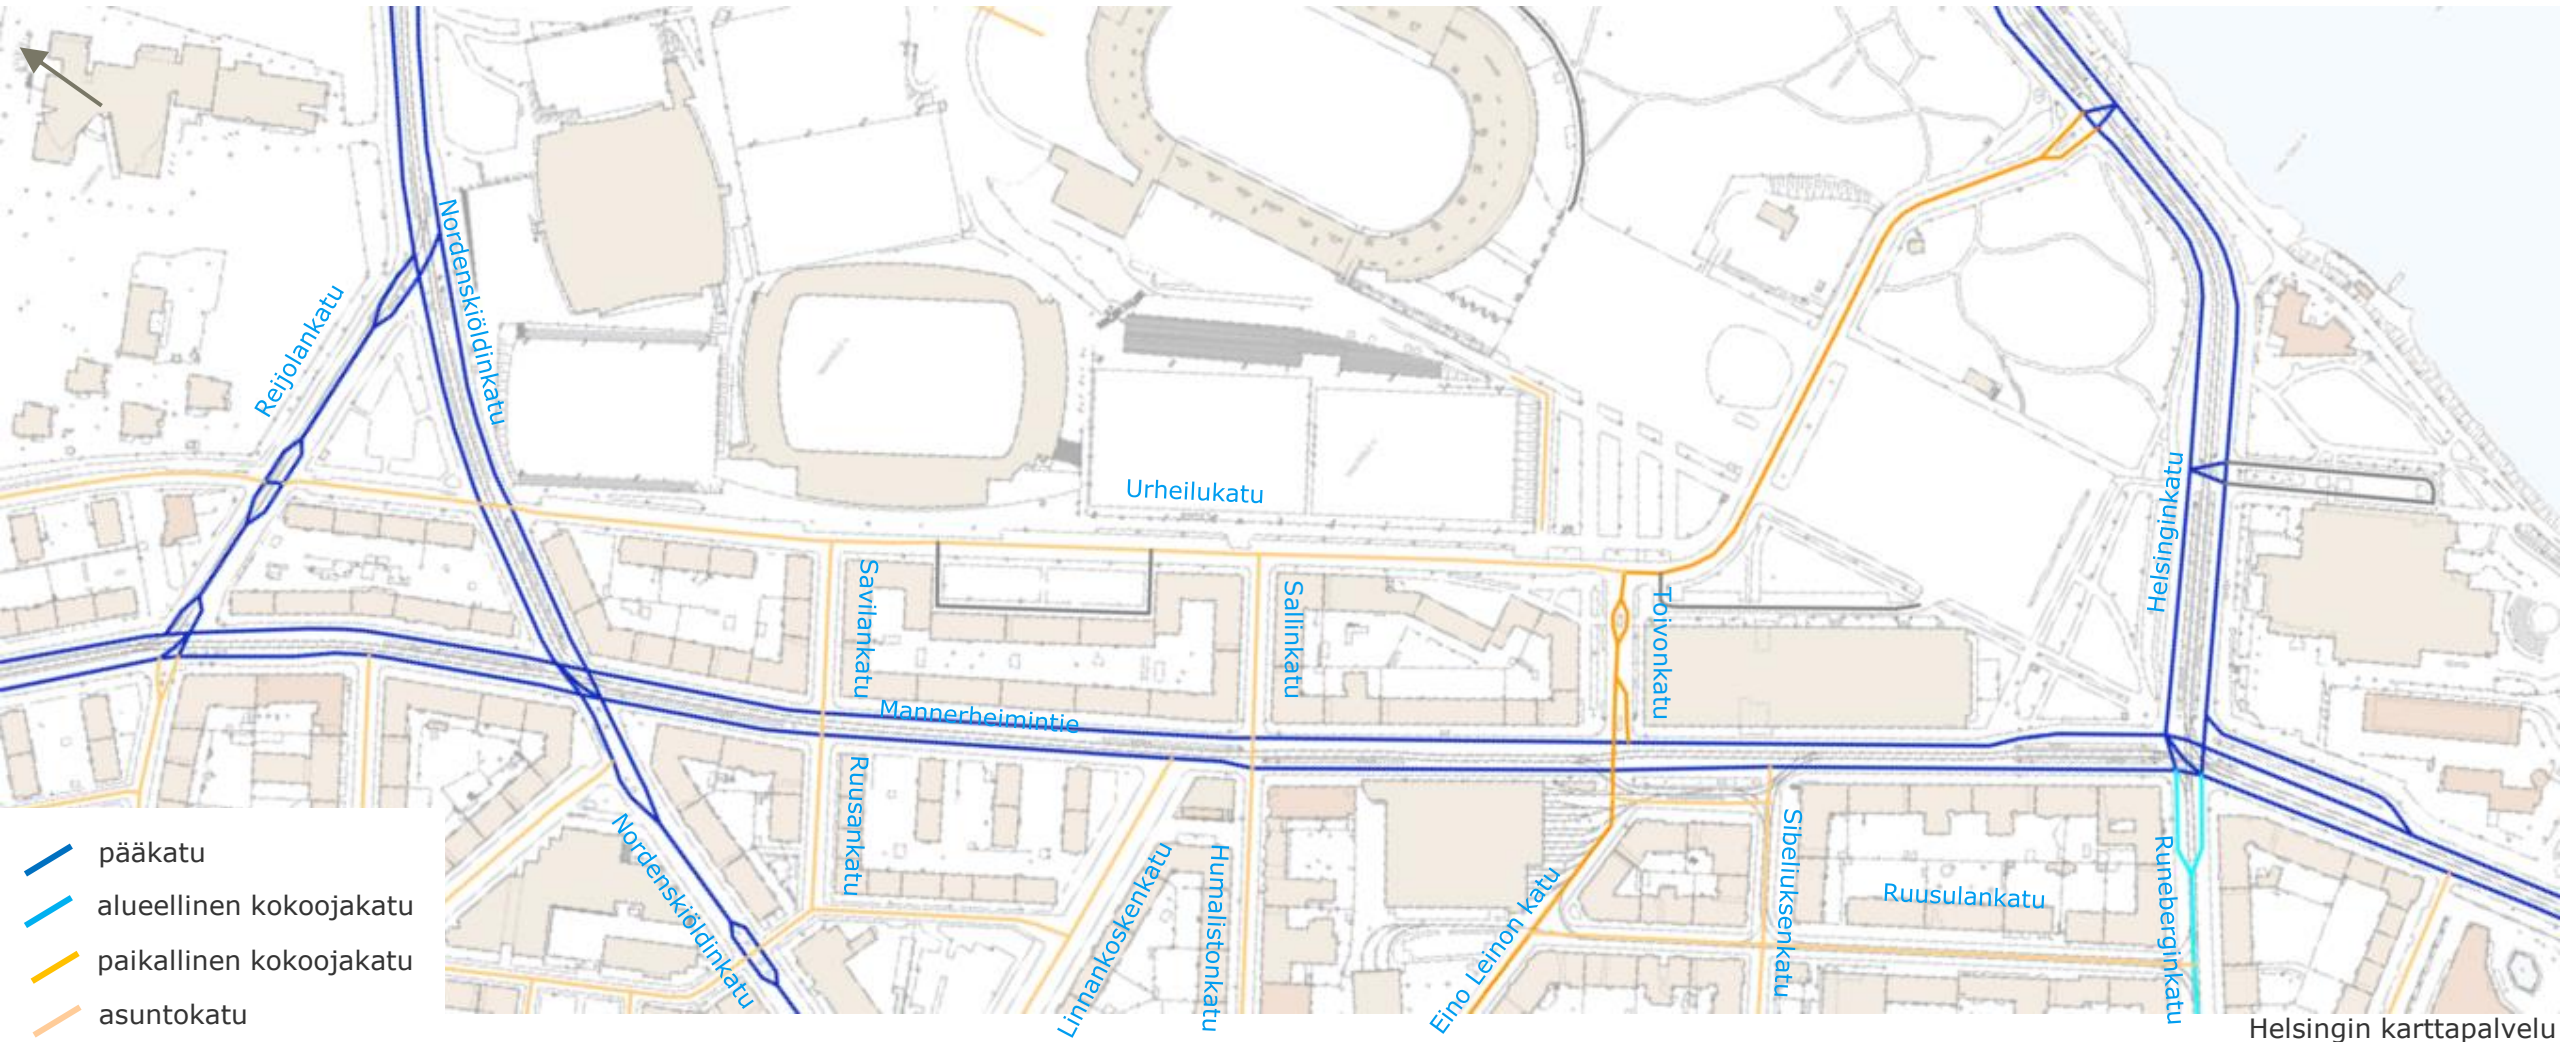 Nordenskiöldinkatu
Reijolankatu
Urheilukatu
Helsinginkatu
Savilankatu
Sallinkatu
Toivonkatu
Mannerheimintie
Ruusankatu
Nordenskiöldinkatu
Linnankoskenkatu
Humalistonkatu
Eino Leinon katu
Sibeliuksenkatu
Ruusulankatu
Runeberginkatu
pääkatu
alueellinen kokoojakatu
paikallinen kokoojakatu
asuntokatu
Helsingin karttapalvelu